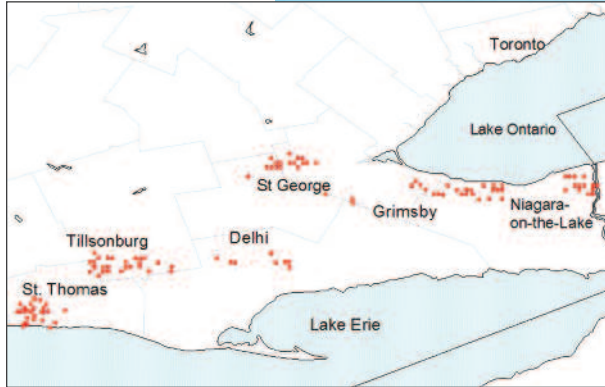 Toronto
Lake Ontario
St George
Grimsby
Niagara-
on-the-Lake
Tillsonburg
Delhi
St. Thomas
Lake Erie